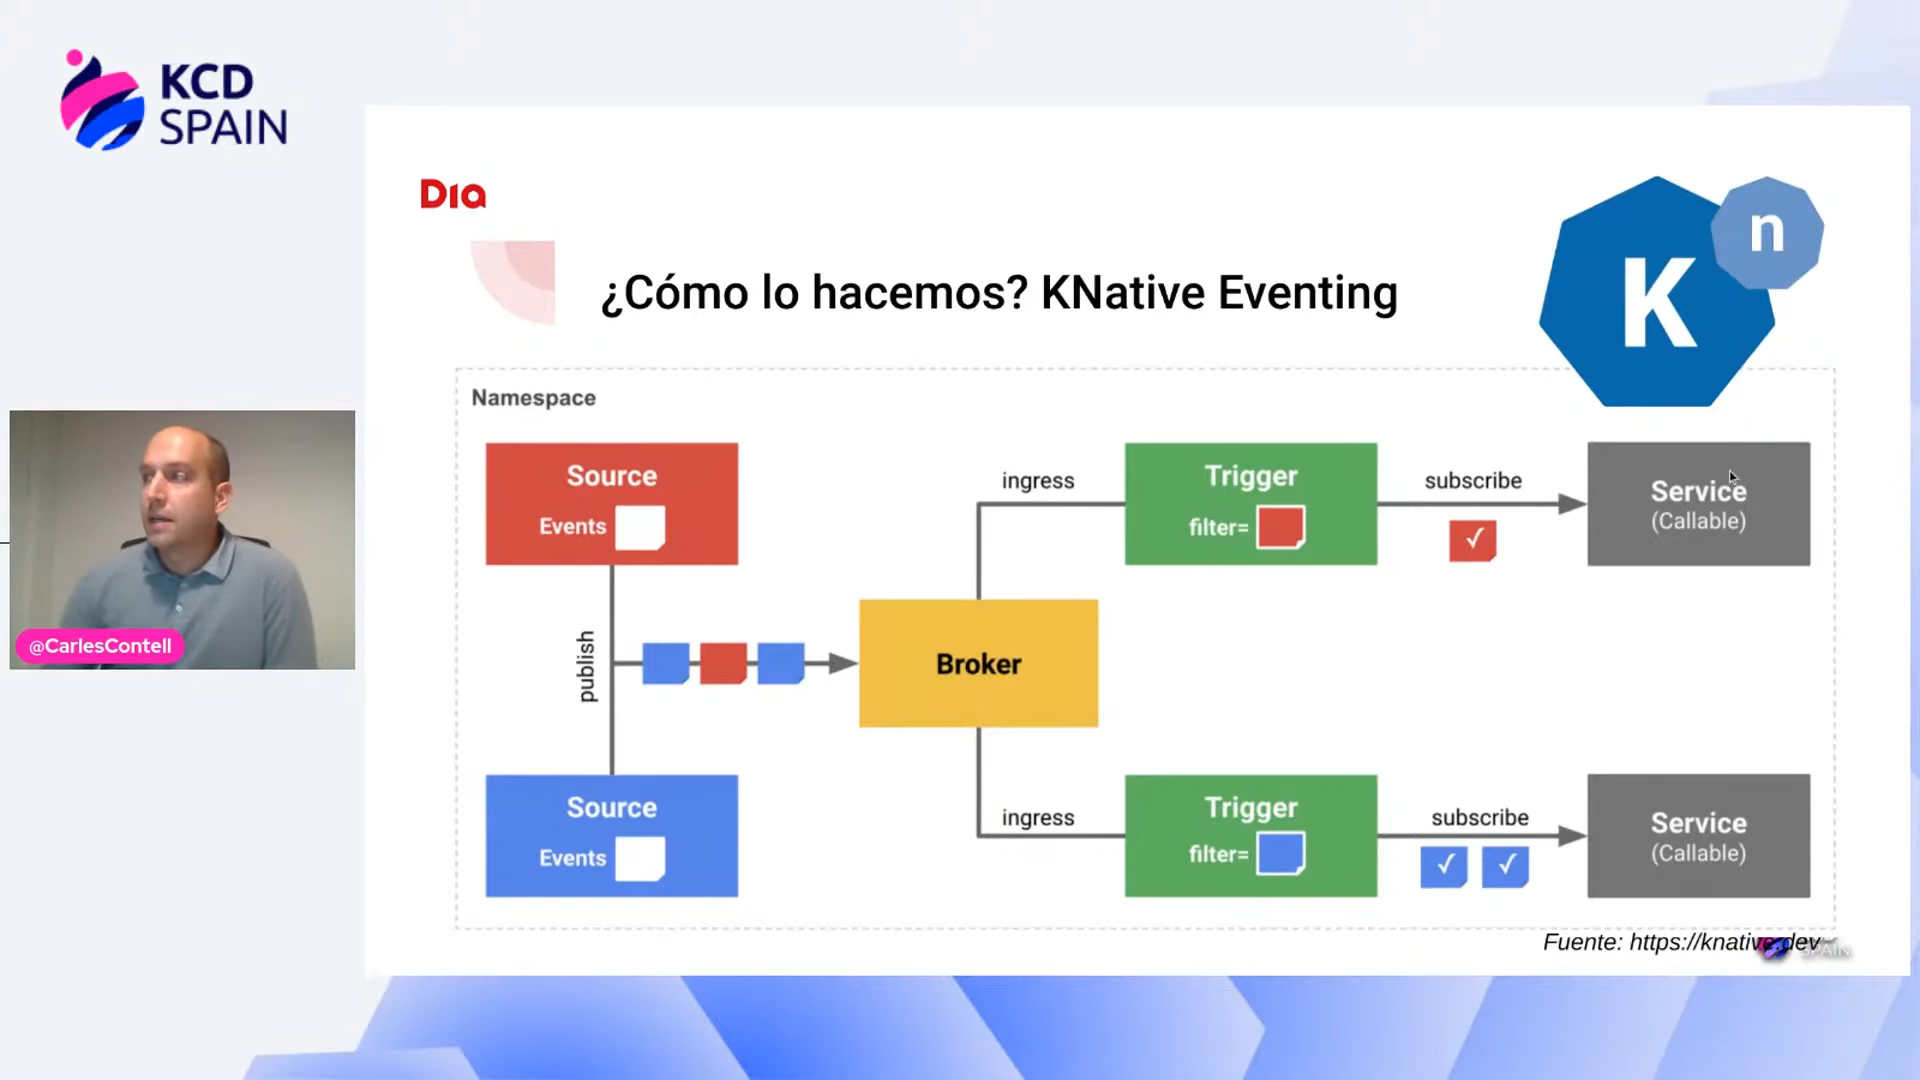 KCD
SPAIN
Dia
¿Cómo lo hacemos? KNative Eventing
K
n
Namespace
Source
Events
publish
Source
Events
Broker
ingress
Trigger
filter=
subscribe
✓
Service
(Callable)
ingress
Trigger
filter=
subscribe
✓ ✓
Service
(Callable)
@CarlesContell
Fuente: https://knative.dev
SPAIN